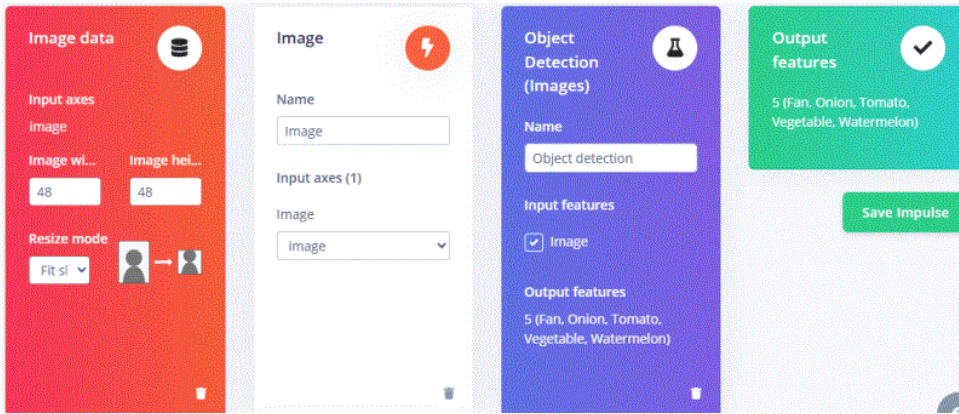 Image data
Input axes
image
Image wi... Image hei...
48 48
Resize mode
Fit sl
Image
Name
Image
Input axes (1)
Image
image
Object
Detection
(Images)
Name
Object detection
Input features
Image
Output features
5 (Fan, Onion, Tomato,
Vegetable, Watermelon)
Output
features
5 (Fan, Onion, Tomato,
Vegetable, Watermelon)
Save Impulse